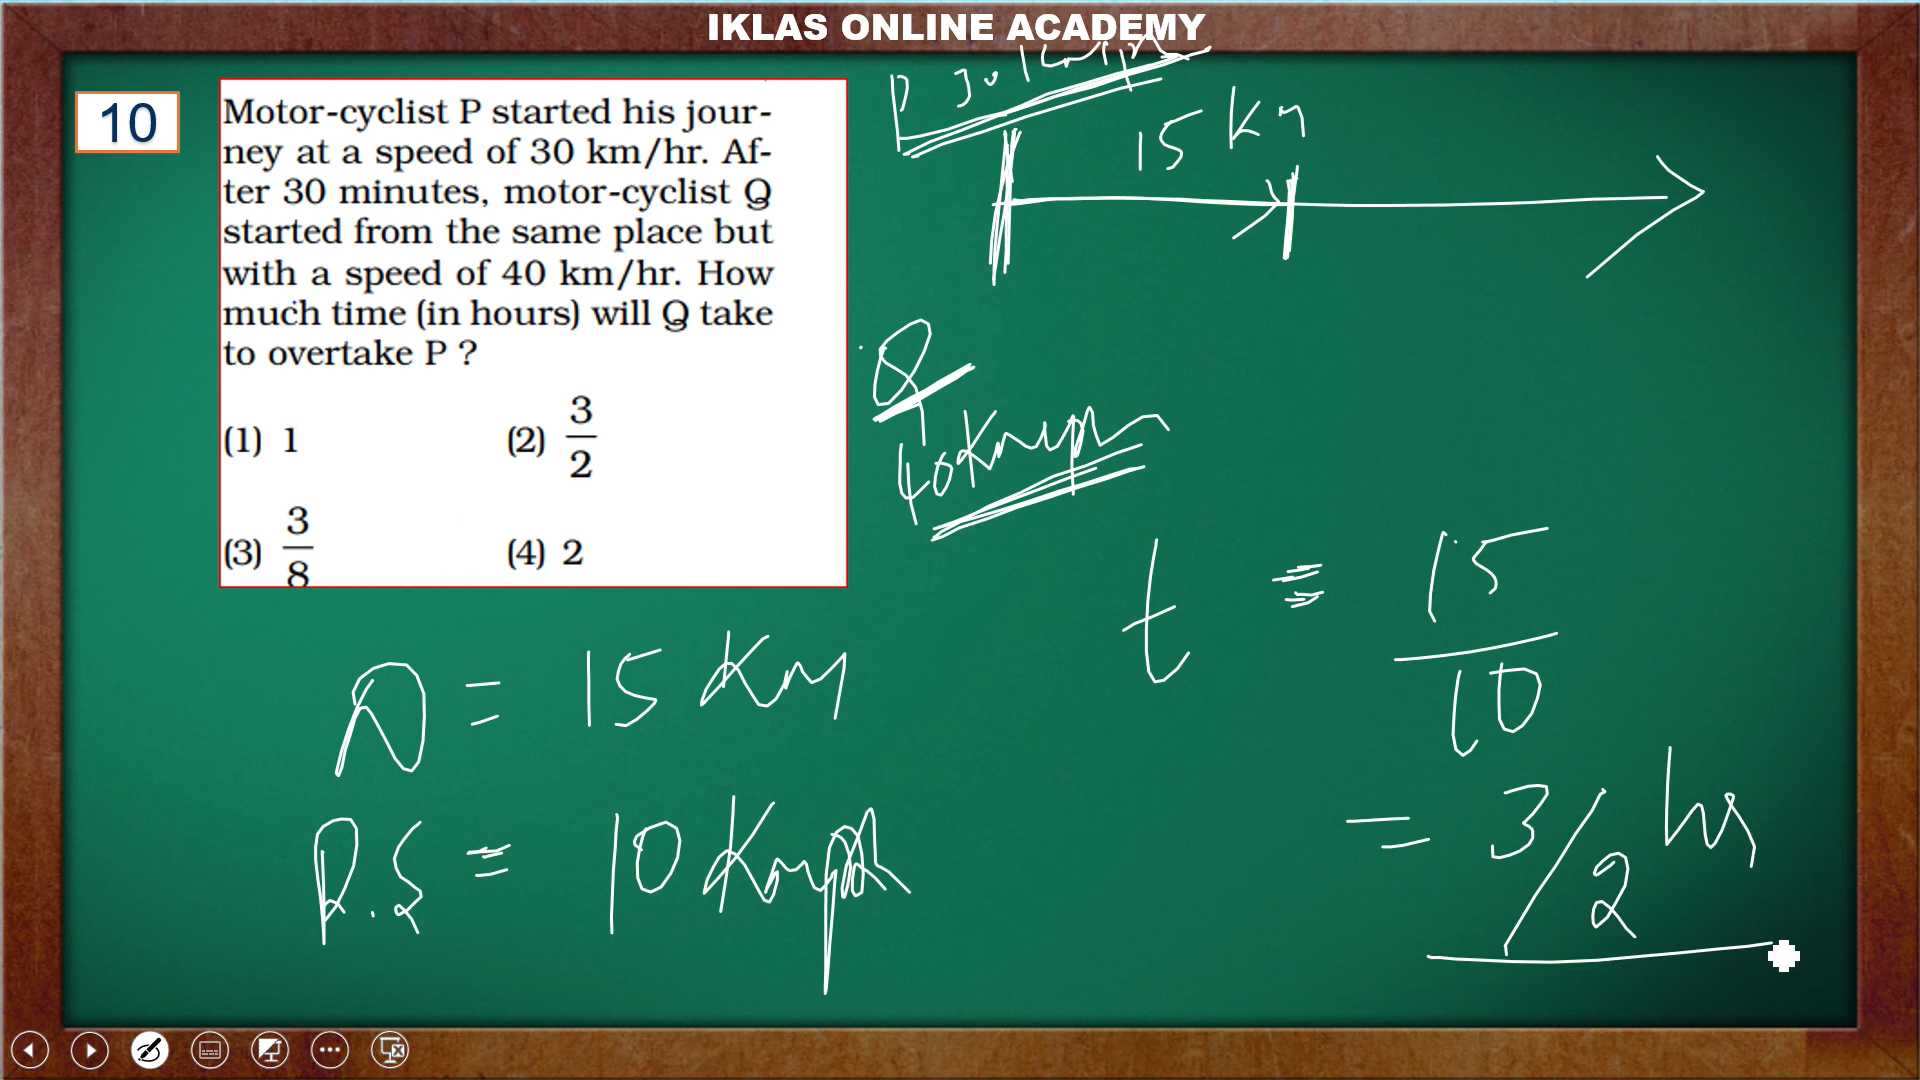 IKLAS ONLINE ACADEMY
10
Motor-cyclist P started his jour-
ney at a speed of 30 km/hr. Af-
ter 30 minutes, motor-cyclist Q
started from the same place but
with a speed of 40 km/hr. How
much time (in hours) will Q take
to overtake P ?
(1) 1 (2) 3/2
(3) 3/8 (4) 2
P 30 Kmph
15 Km
Q
40 Kmph
D = 15 Km
R.S = 10 Kmph
t = 15/10
= 3/2 hrs